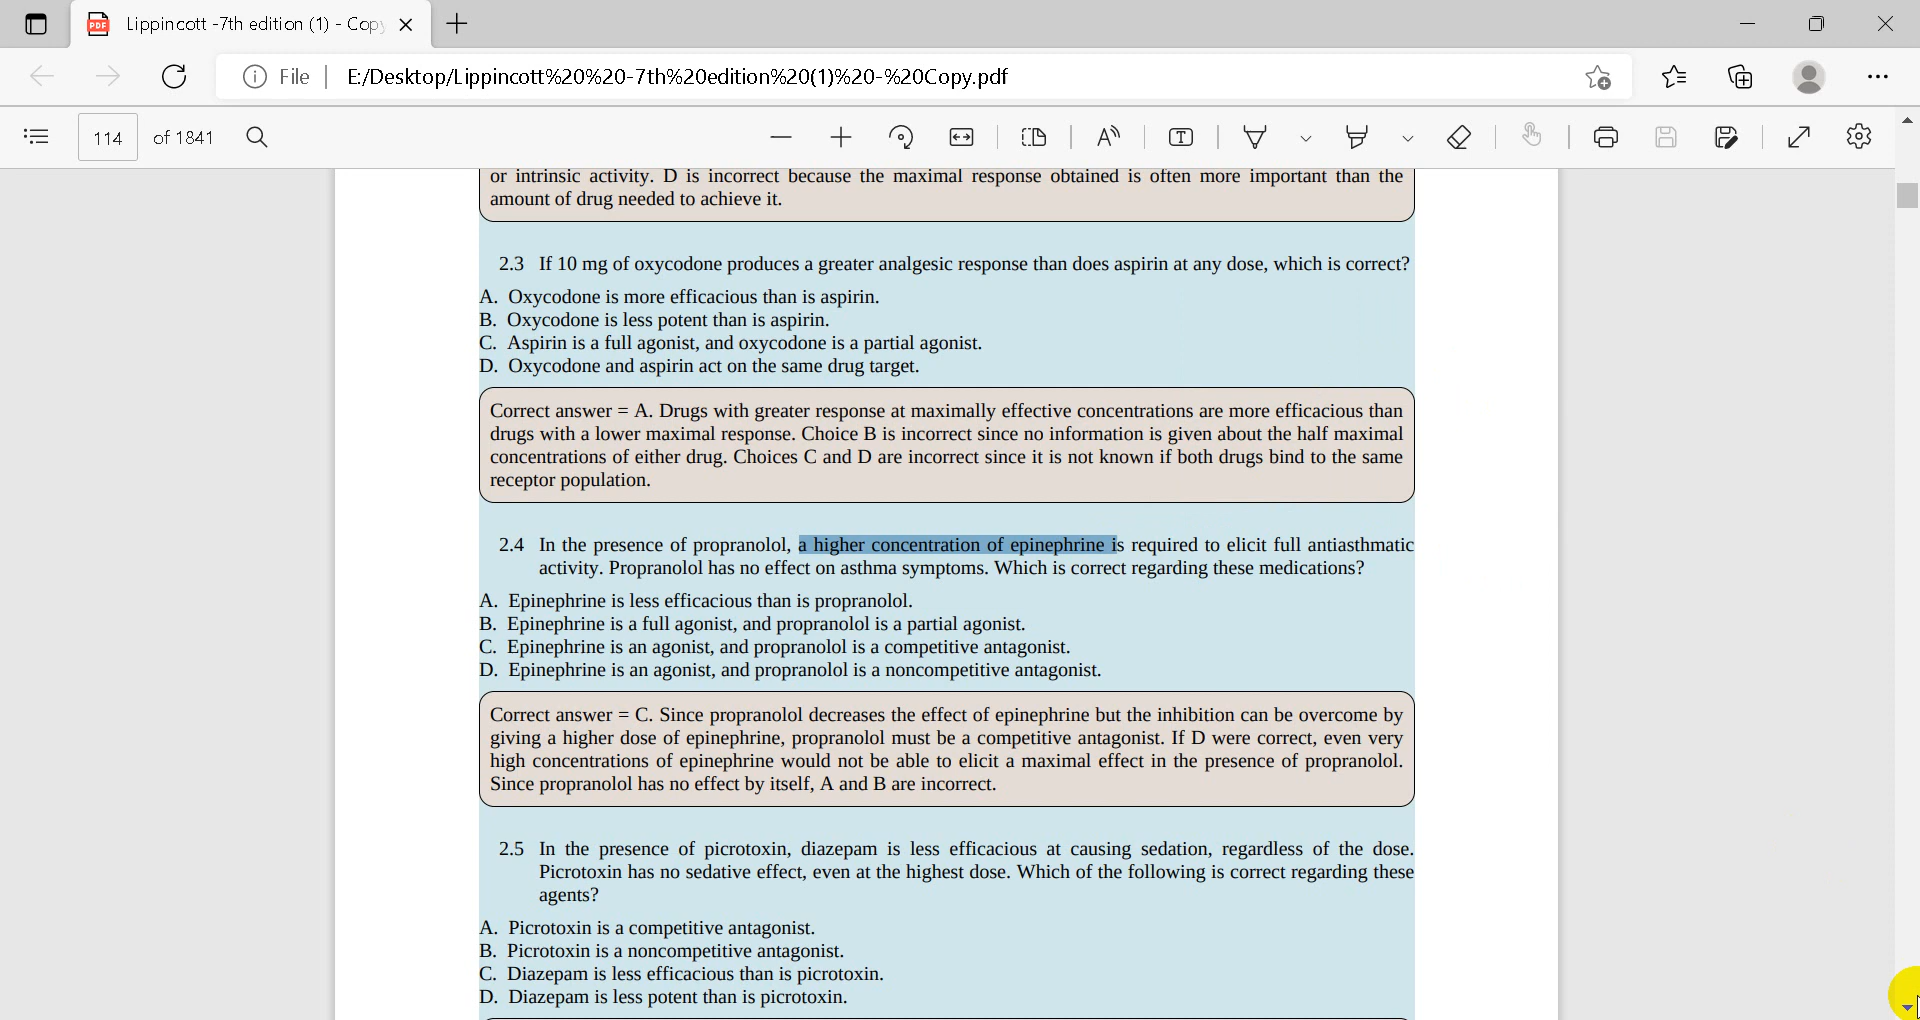 Lippincott -7th edition (1) - Copy
File
E:/Desktop/Lippincott%20%20-7th%20edition%20(1)%20-%20Copy.pdf
114 of 1841
or intrinsic activity. D is incorrect because the maximal response obtained is often more important than the
amount of drug needed to achieve it.
2.3 If 10 mg of oxycodone produces a greater analgesic response than does aspirin at any dose, which is correct?
A. Oxycodone is more efficacious than is aspirin.
B. Oxycodone is less potent than is aspirin.
C. Aspirin is a full agonist, and oxycodone is a partial agonist.
D. Oxycodone and aspirin act on the same drug target.
Correct answer = A. Drugs with greater response at maximally effective concentrations are more efficacious than
drugs with a lower maximal response. Choice B is incorrect since no information is given about the half maximal
concentrations of either drug. Choices C and D are incorrect since it is not known if both drugs bind to the same
receptor population.
2.4 In the presence of propranolol, a higher concentration of epinephrine is required to elicit full antiasthmatic
activity. Propranolol has no effect on asthma symptoms. Which is correct regarding these medications?
A. Epinephrine is less efficacious than is propranolol.
B. Epinephrine is a full agonist, and propranolol is a partial agonist.
C. Epinephrine is an agonist, and propranolol is a competitive antagonist.
D. Epinephrine is an agonist, and propranolol is a noncompetitive antagonist.
Correct answer = C. Since propranolol decreases the effect of epinephrine but the inhibition can be overcome by
giving a higher dose of epinephrine, propranolol must be a competitive antagonist. If D were correct, even very
high concentrations of epinephrine would not be able to elicit a maximal effect in the presence of propranolol.
Since propranolol has no effect by itself, A and B are incorrect.
2.5 In the presence of picrotoxin, diazepam is less efficacious at causing sedation, regardless of the dose.
Picrotoxin has no sedative effect, even at the highest dose. Which of the following is correct regarding these
agents?
A. Picrotoxin is a competitive antagonist.
B. Picrotoxin is a noncompetitive antagonist.
C. Diazepam is less efficacious than is picrotoxin.
D. Diazepam is less potent than is picrotoxin.